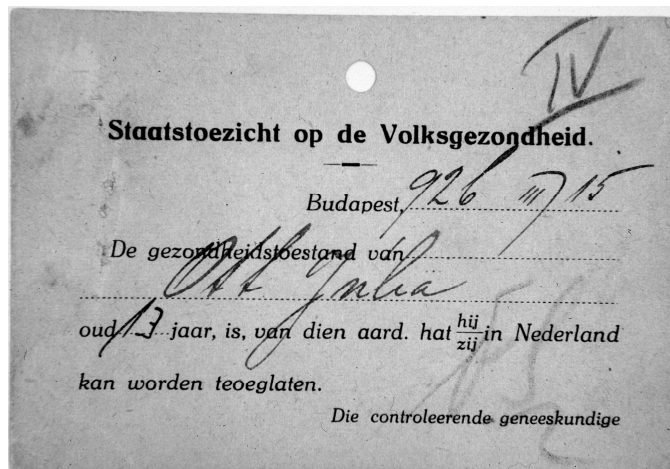 IV
Staatstoezicht op de Volksgezondheid.
Budapest, 926 III 15
De gezondheidstoestand van
Ott Julia
oud 13 jaar, is, van dien aard. hat hij/zij in Nederland
kan worden teoeglaten.
Die controleerende geneeskundige